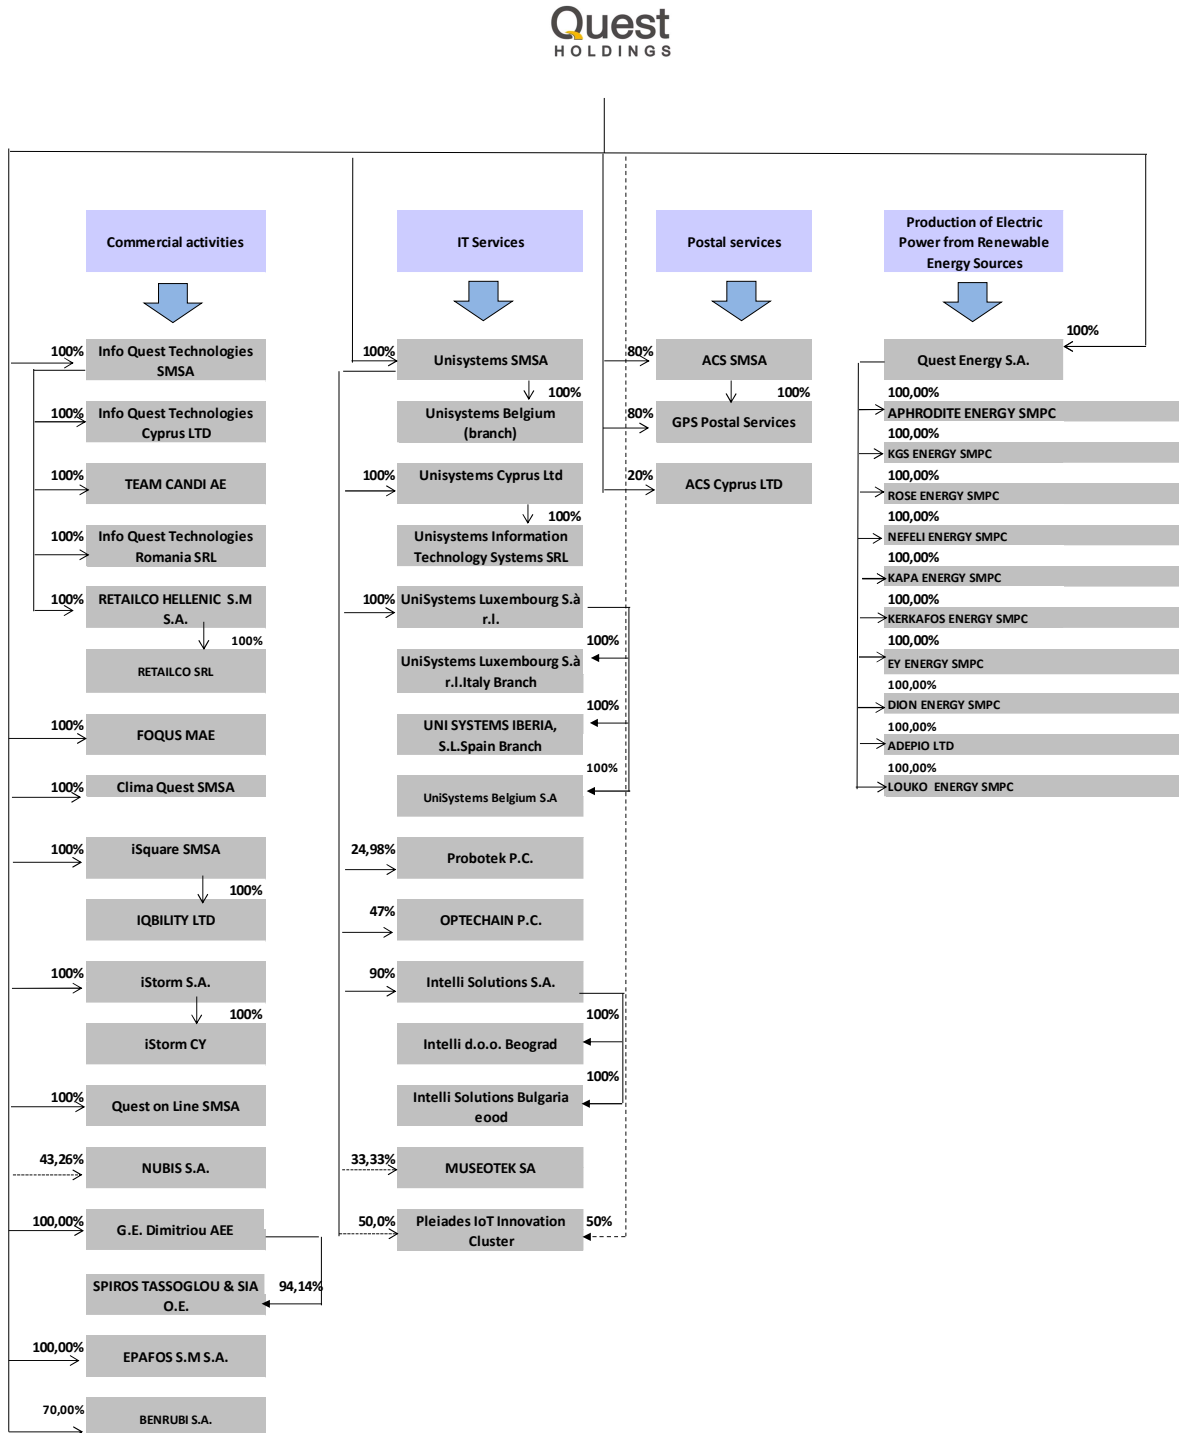 Quest
HOLDINGS
Commercial activities
IT Services
Postal services
Production of Electric
Power from Renewable
Energy Sources
100%
Info Quest Technologies
SMSA
100%
Info Quest Technologies
Cyprus LTD
100%
TEAM CANDI AE
100%
Info Quest Technologies
Romania SRL
100%
RETAILCO HELLENIC S.M
S.A.
100%
RETAILCO SRL
100%
FOQUS MAE
100%
Clima Quest SMSA
100%
iSquare SMSA
100%
IQBILITY LTD
100%
iStorm S.A.
100%
iStorm CY
100%
Quest on Line SMSA
43,26%
NUBIS S.A.
100,00%
G.E. Dimitriou AEE
SPIROS TASSOGLOU & SIA
O.E.
94,14%
100,00%
EPAFOS S.M S.A.
70,00%
BENRUBI S.A.
100%
Unisystems SMSA
100%
Unisystems Belgium
(branch)
100%
Unisystems Cyprus Ltd
100%
Unisystems Information
Technology Systems SRL
100%
UniSystems Luxembourg S.à
r.l.
100%
UniSystems Luxembourg S.à
r.l.Italy Branch
100%
UNI SYSTEMS IBERIA,
S.L.Spain Branch
100%
UniSystems Belgium S.A
24,98%
Probotek P.C.
47%
OPTECHAIN P.C.
90%
Intelli Solutions S.A.
100%
Intelli d.o.o. Beograd
100%
Intelli Solutions Bulgaria
eood
33,33%
MUSEOTEK SA
50,0%
Pleiades IoT Innovation
Cluster
50%
80%
ACS SMSA
100%
80%
GPS Postal Services
20%
ACS Cyprus LTD
100%
Quest Energy S.A.
100,00%
APHRODITE ENERGY SMPC
100,00%
KGS ENERGY SMPC
100,00%
ROSE ENERGY SMPC
100,00%
NEFELI ENERGY SMPC
100,00%
KAPA ENERGY SMPC
100,00%
KERKAFOS ENERGY SMPC
100,00%
EY ENERGY SMPC
100,00%
DION ENERGY SMPC
100,00%
ADEPIO LTD
100,00%
LOUKO ENERGY SMPC